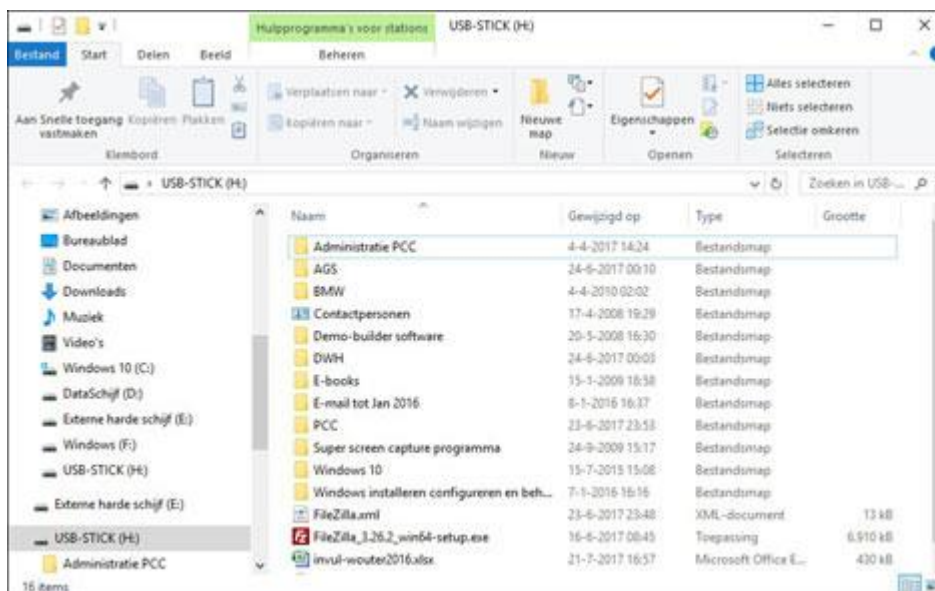 Hulpprogramma's voor stations USB-STICK (H:)
Bestand Start Delen Beeld Beheren
Aan Snelle toegang vastmaken Kopiëren Plakken
Verplaatsen naar Verwijderen
Kopiëren naar Naam wijzigen
Nieuwe map
Eigenschappen
Alles selecteren
Niets selecteren
Selectie omkeren
Klembord Organiseren Nieuw Openen Selecteren
USB-STICK (H:) Zoeken in USB-...
Afbeeldingen
Bureaublad
Documenten
Downloads
Muziek
Video's
Windows 10 (C:)
DataSchijf (D:)
Externe harde schijf (E:)
Windows (F:)
USB-STICK (H:)
Externe harde schijf (E:)
USB-STICK (H:)
Administratie PCC
Naam Gewijzigd op Type Grootte
Administratie PCC 4-4-2017 14:24 Bestandsmap
AGS 24-6-2017 00:10 Bestandsmap
BMW 4-4-2010 02:02 Bestandsmap
Contactpersonen 17-4-2008 19:29 Bestandsmap
Demo-builder software 20-5-2008 16:30 Bestandsmap
DWH 24-6-2017 00:03 Bestandsmap
E-books 15-1-2009 18:58 Bestandsmap
E-mail tot Jan 2016 8-1-2016 16:37 Bestandsmap
PCC 23-6-2017 23:53 Bestandsmap
Super screen capture programma 24-9-2009 15:17 Bestandsmap
Windows 10 15-7-2015 15:08 Bestandsmap
Windows installeren configureren en beh... 7-1-2016 16:16 Bestandsmap
FileZilla.xml 23-6-2017 23:48 XML-document 13 kB
FileZilla_3.26.2_win64-setup.exe 16-6-2017 08:45 Toepassing 6.910 kB
invul-wouter2016.xlsx 21-7-2017 16:57 Microsoft Office E... 430 kB
16 items